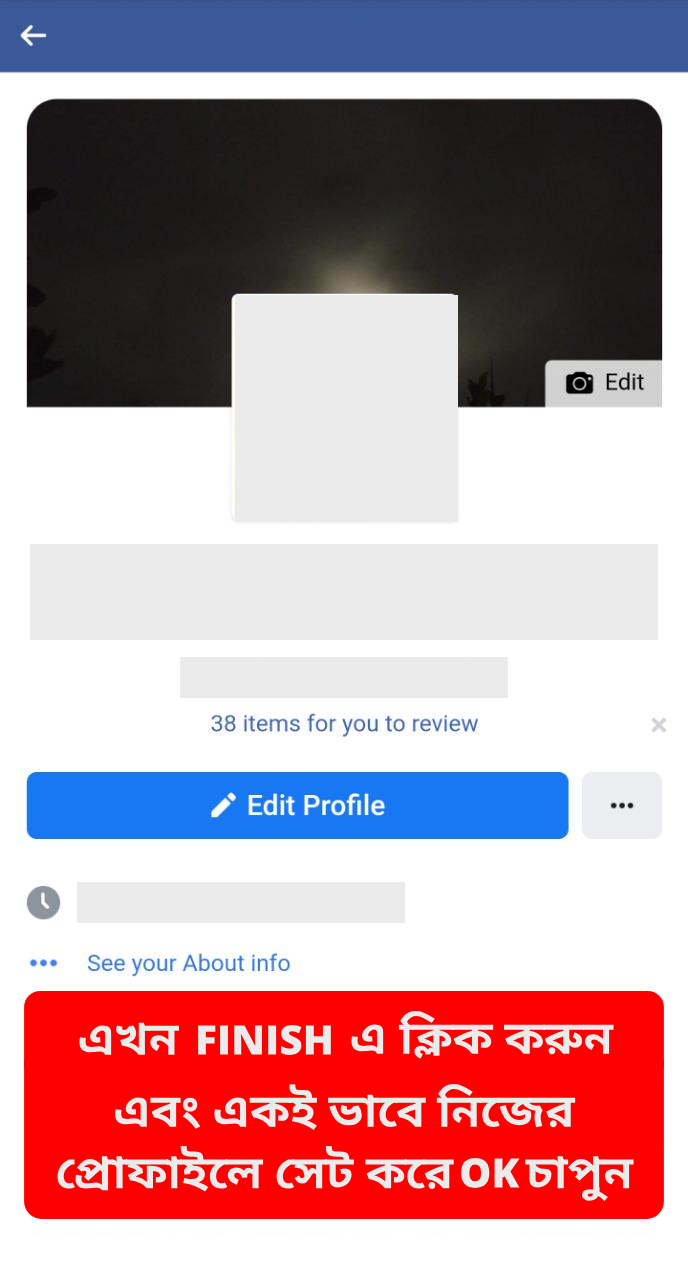 Edit
38 items for you to review
Edit Profile
See your About info
এখন FINISH এ ক্লিক করুন
এবং একই ভাবে নিজের
প্রোফাইলে সেট করে OK চাপুন